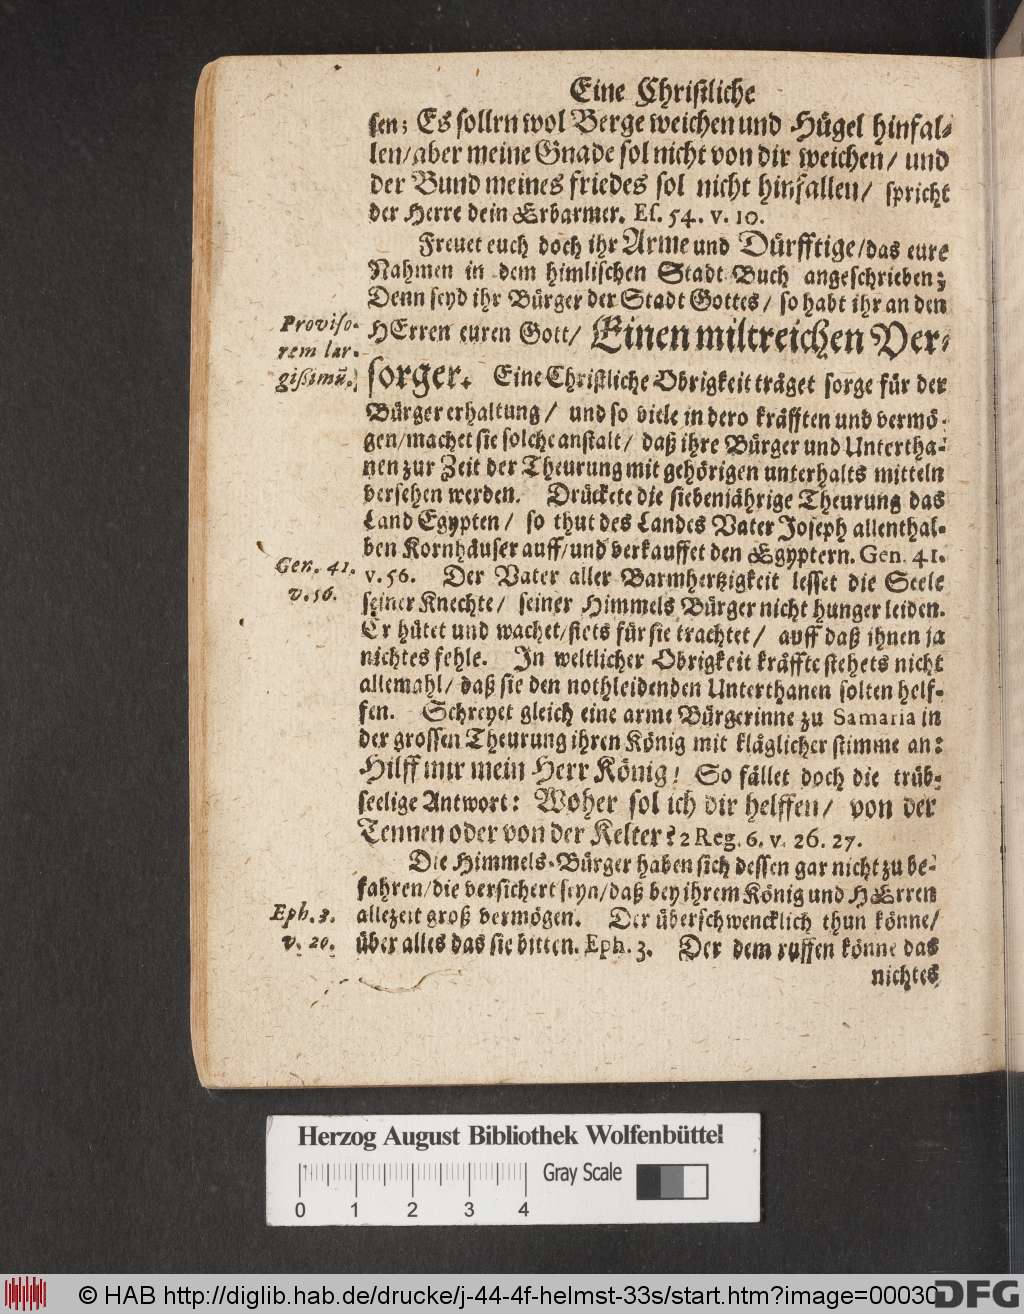 Eine Christliche
sen; Es sollen wol Berge weichen und Hügel hinfal-
len/ aber meine Gnade sol nicht von dir weichen/ und
der Bund meines friedes sol nicht hinfallen/ spricht
der Herre dein Erbarmer. Es. 54. v. 10.
Freuet euch doch ihr Arme und Dürfftige/ das eure
Nahmen in dem himlischen Stadt Buch angeschrieben;
Denn seyd ihr Bürger der Stadt Gottes/ so habt ihr an den
Proviso-
rem lar-
gißimũ.
HErren euren Gott/ Einen miltreichen Ver-
sorger. Eine Christliche Obrigkeit träget sorge für der
Bürger erhaltung/ und so viele in dero kräfften und vermö-
gen/ machet sie solche anstalt/ daß ihre Bürger und Untertha-
nen zur Zeit der Theurung mit gehörigen unterhalts mitteln
versehen werden. Drückete die siebenjährige Theurung das
Land Egypten/ so thut des Landes Vater Joseph allenthal-
ben Kornhäuser auff/ und verkauffet den Egyptern. Gen. 41.
Gen. 41.
v. 56.
v. 56. Der Vater aller Barmhertzigkeit lesset die Seele
seiner Knechte/ seiner Himmels Bürger nicht hunger leiden.
Er hütet und wachet/ stets für sie trachtet/ auff daß ihnen ja
nichtes fehle. In weltlicher Obrigkeit kräffte stehets nicht
allemahl/ daß sie den nothleidenden Unterthanen solten helf-
fen. Schreyet gleich eine arme Bürgerinne zu Samaria in
der grossen Theurung ihren König mit kläglicher stimme an:
Hilff mir mein Herr König! So fället doch die trüb-
seelige Antwort: Woher sol ich dir helffen/ von der
Tennen oder von der Kelter? 2 Reg. 6. v. 26. 27.
Die Himmels-Bürger haben sich dessen gar nicht zu be-
fahren/ die versichert seyn/ daß bey ihrem König und HErren
Eph. 3.
v. 20.
allezeit groß vermögen. Der überschwencklich thun könne/
über alles das sie bitten. Eph. 3. Der dem ruffen könne das
nichtes
Herzog August Bibliothek Wolfenbüttel
Gray Scale
0 1 2 3 4
© HAB http://diglib.hab.de/drucke/j-44-4f-helmst-33s/start.htm?image=00030
DFG